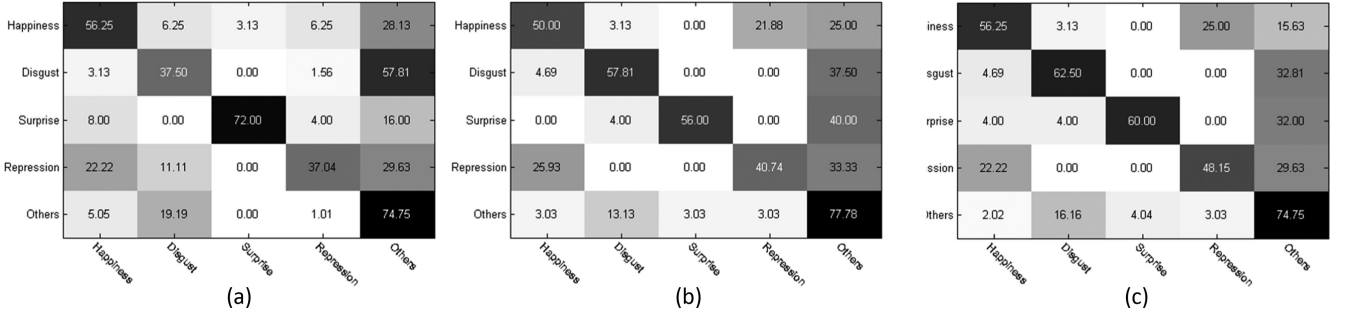 Happiness 56.25 6.25 3.13 6.25 28.13
Disgust 3.13 37.50 0.00 1.56 57.81
Surprise 8.00 0.00 72.00 4.00 16.00
Repression 22.22 11.11 0.00 37.04 29.63
Others 5.05 19.19 0.00 1.01 74.75
Happiness Disgust Surprise Repression Others
(a)
Happiness 50.00 3.13 0.00 21.88 25.00
Disgust 4.69 57.81 0.00 0.00 37.50
Surprise 0.00 4.00 56.00 0.00 40.00
Repression 25.93 0.00 0.00 40.74 33.33
Others 3.03 13.13 3.03 3.03 77.78
Happiness Disgust Surprise Repression Others
(b)
iness 56.25 3.13 0.00 25.00 15.63
sgust 4.69 62.50 0.00 0.00 32.81
rprise 4.00 4.00 60.00 0.00 32.00
ssion 22.22 0.00 0.00 48.15 29.63
thers 2.02 16.16 4.04 3.03 74.75
Happiness Disgust Surprise Repression Others
(c)